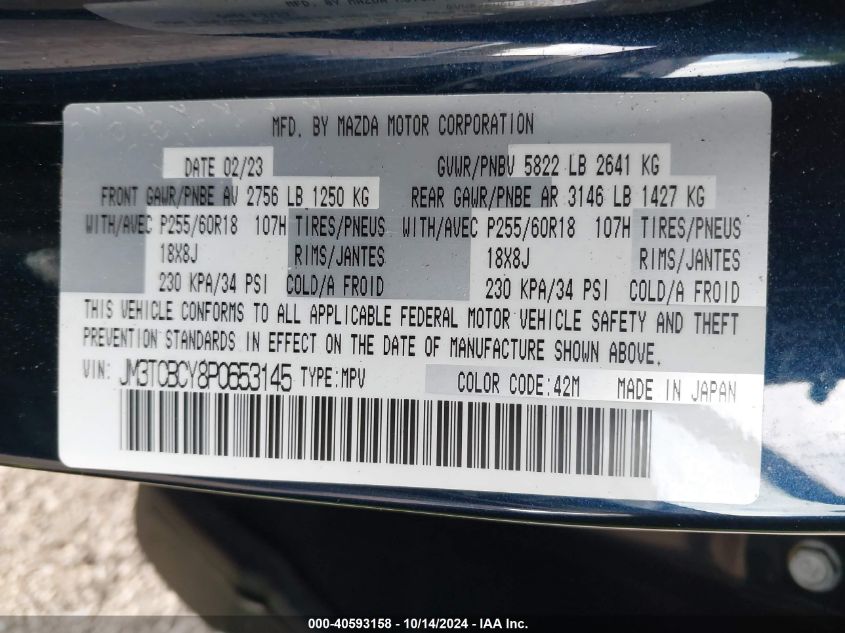 MFD. BY MAZDA MOTOR CORPORATION
DATE 02/23 GVWR/PNBV 5822 LB 2641 KG
FRONT GAWR/PNBE AV 2756 LB 1250 KG REAR GAWR/PNBE AR 3146 LB 1427 KG
WITH/AVEC P255/60R18 107H TIRES/PNEUS WITH/AVEC P255/60R18 107H TIRES/PNEUS
18X8J RIMS/JANTES 18X8J RIMS/JANTES
230 KPA/34 PSI COLD/A FROID 230 KPA/34 PSI COLD/A FROID
THIS VEHICLE CONFORMS TO ALL APPLICABLE FEDERAL MOTOR VEHICLE SAFETY AND THEFT
PREVENTION STANDARDS IN EFFECT ON THE DATE OF MANUFACTURE SHOWN ABOVE.
VIN: JM3TCBCY8P0653145 TYPE:MPV COLOR CODE:42M MADE IN JAPAN
000-40593158 - 10/14/2024 - IAA Inc.